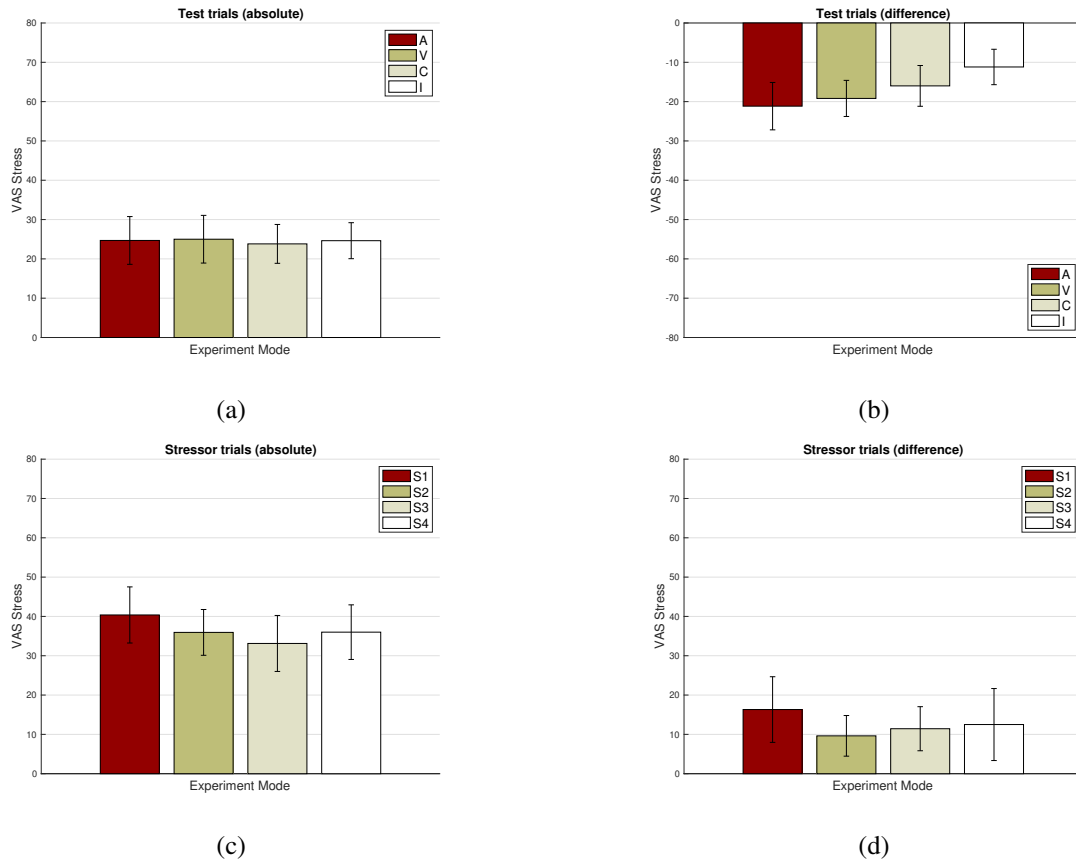 Test trials (absolute)
80
70
60
50
40
30
20
10
0
VAS Stress
A
V
C
I
Experiment Mode
(a)
Test trials (difference)
0
-10
-20
-30
-40
-50
-60
-70
-80
VAS Stress
A
V
C
I
Experiment Mode
(b)
Stressor trials (absolute)
80
70
60
50
40
30
20
10
0
VAS Stress
S1
S2
S3
S4
Experiment Mode
(c)
Stressor trials (difference)
80
70
60
50
40
30
20
10
0
VAS Stress
S1
S2
S3
S4
Experiment Mode
(d)